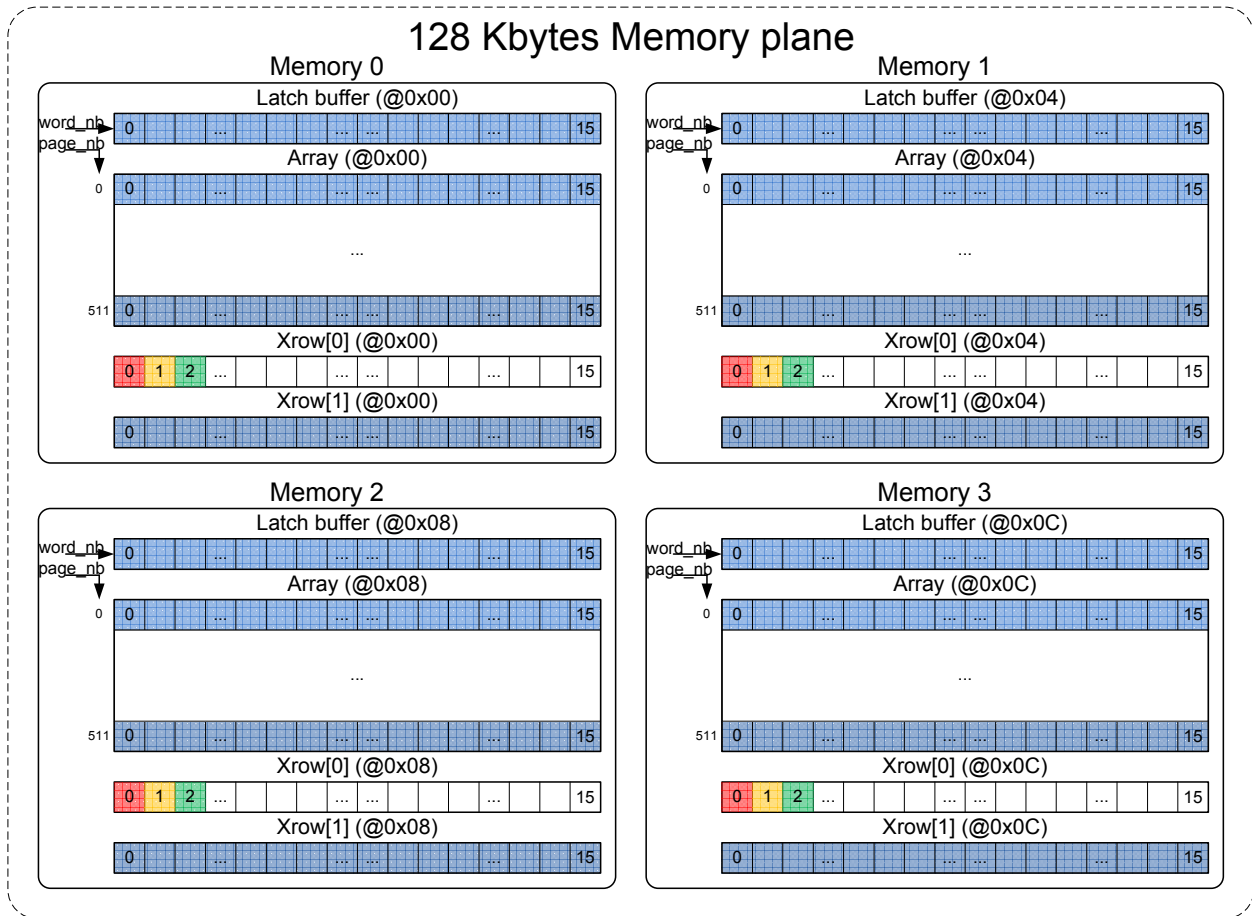 128 Kbytes Memory plane
Memory 0
Latch buffer (@0x00)
word_nb 0 ... ... ... ... 15
page_nb
Array (@0x00)
0 0 ... ... ... ... 15
...
511 0 ... ... ... ... 15
Xrow[0] (@0x00)
0 1 2 ... ... ... ... 15
Xrow[1] (@0x00)
0 ... ... ... ... 15
Memory 1
Latch buffer (@0x04)
word_nb 0 ... ... ... ... 15
page_nb
Array (@0x04)
0 0 ... ... ... ... 15
...
511 0 ... ... ... ... 15
Xrow[0] (@0x04)
0 1 2 ... ... ... ... 15
Xrow[1] (@0x04)
0 ... ... ... ... 15
Memory 2
Latch buffer (@0x08)
word_nb 0 ... ... ... ... 15
page_nb
Array (@0x08)
0 0 ... ... ... ... 15
...
511 0 ... ... ... ... 15
Xrow[0] (@0x08)
0 1 2 ... ... ... ... 15
Xrow[1] (@0x08)
0 ... ... ... ... 15
Memory 3
Latch buffer (@0x0C)
word_nb 0 ... ... ... ... 15
page_nb
Array (@0x0C)
0 0 ... ... ... ... 15
...
511 0 ... ... ... ... 15
Xrow[0] (@0x0C)
0 1 2 ... ... ... ... 15
Xrow[1] (@0x0C)
0 ... ... ... ... 15